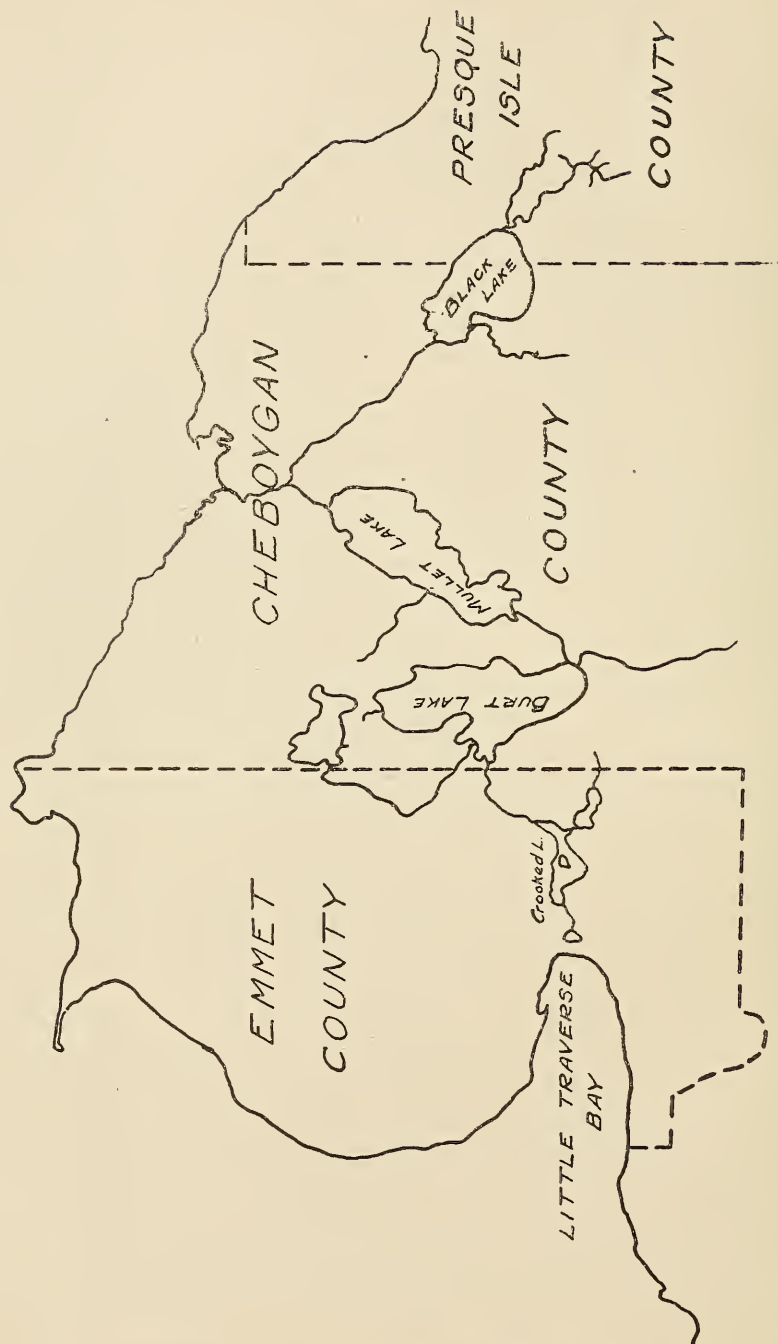 EMMET
COUNTY
CHEBOYGAN
COUNTY
PRESQUE
ISLE
COUNTY
BLACK
LAKE
MULLET LAKE
BURT LAKE
Crooked L.
LITTLE TRAVERSE
BAY